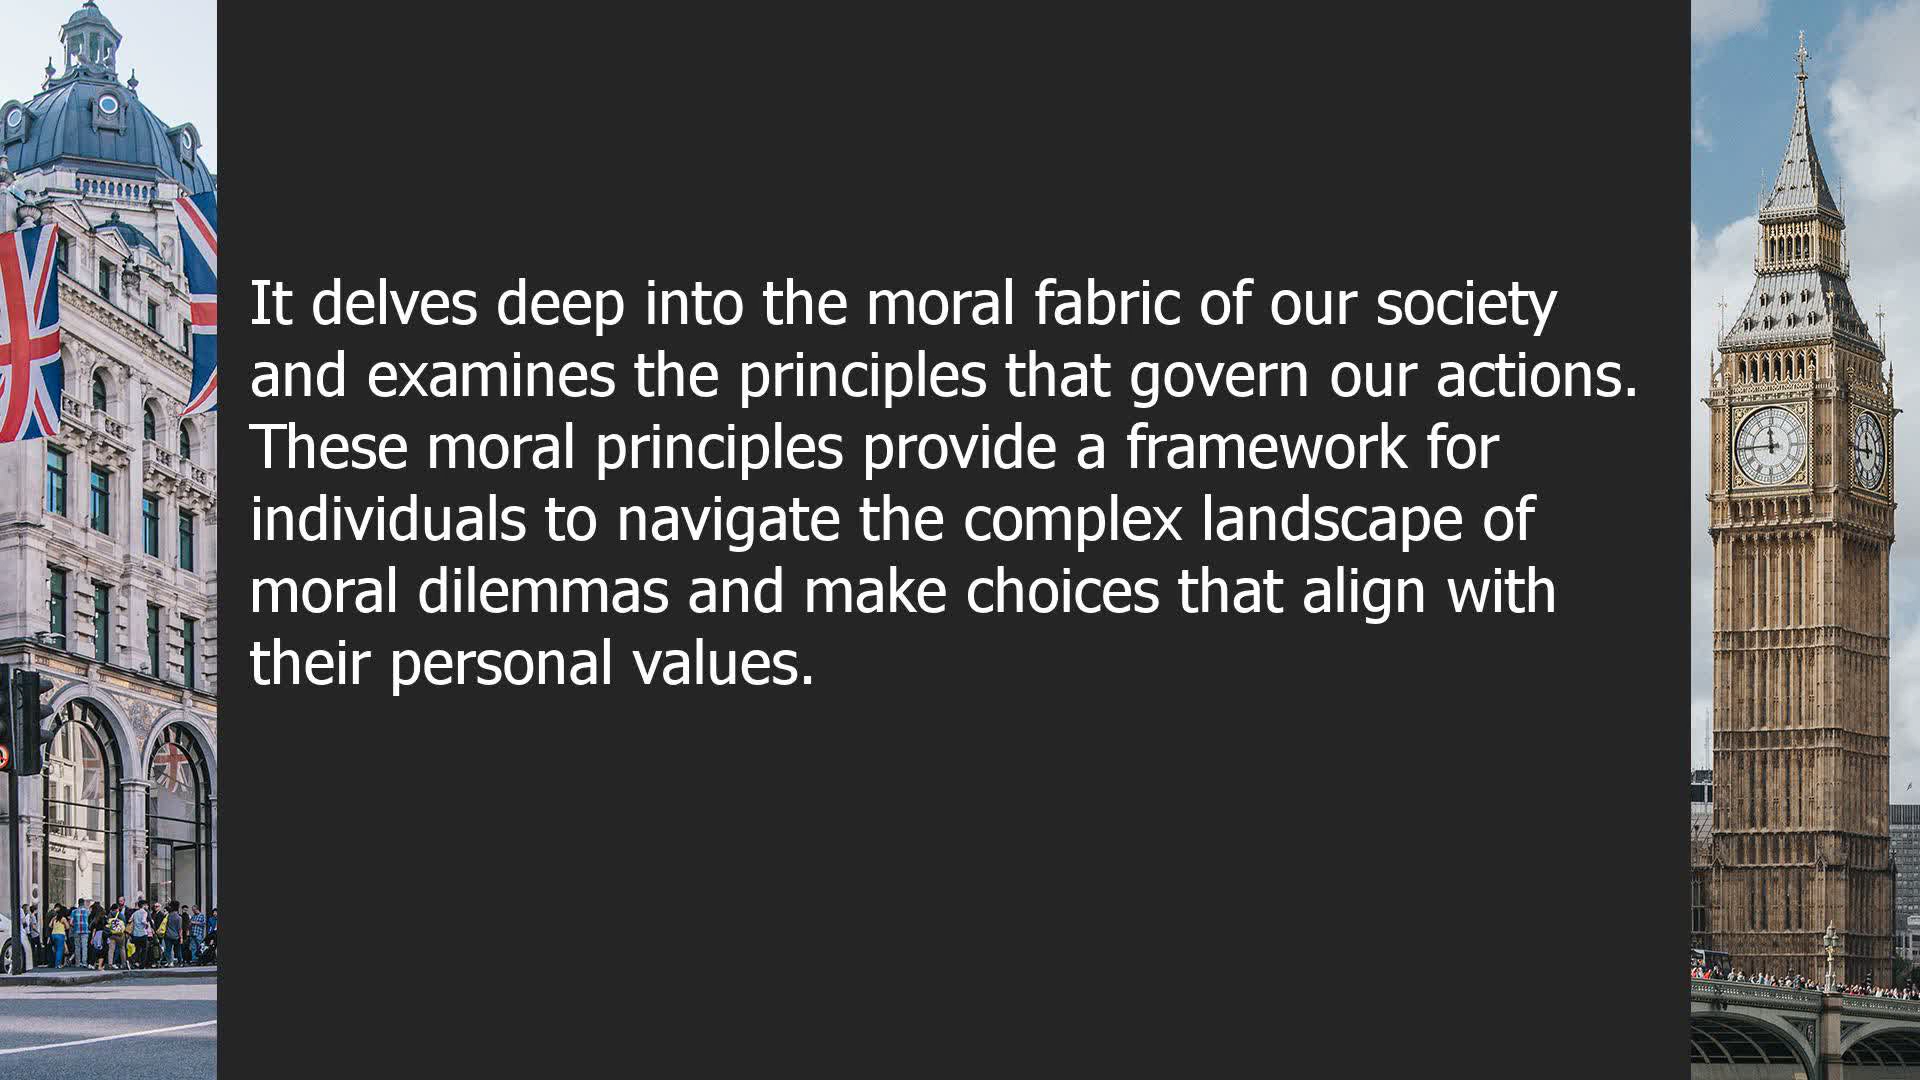 It delves deep into the moral fabric of our society
and examines the principles that govern our actions.
These moral principles provide a framework for
individuals to navigate the complex landscape of
moral dilemmas and make choices that align with
their personal values.